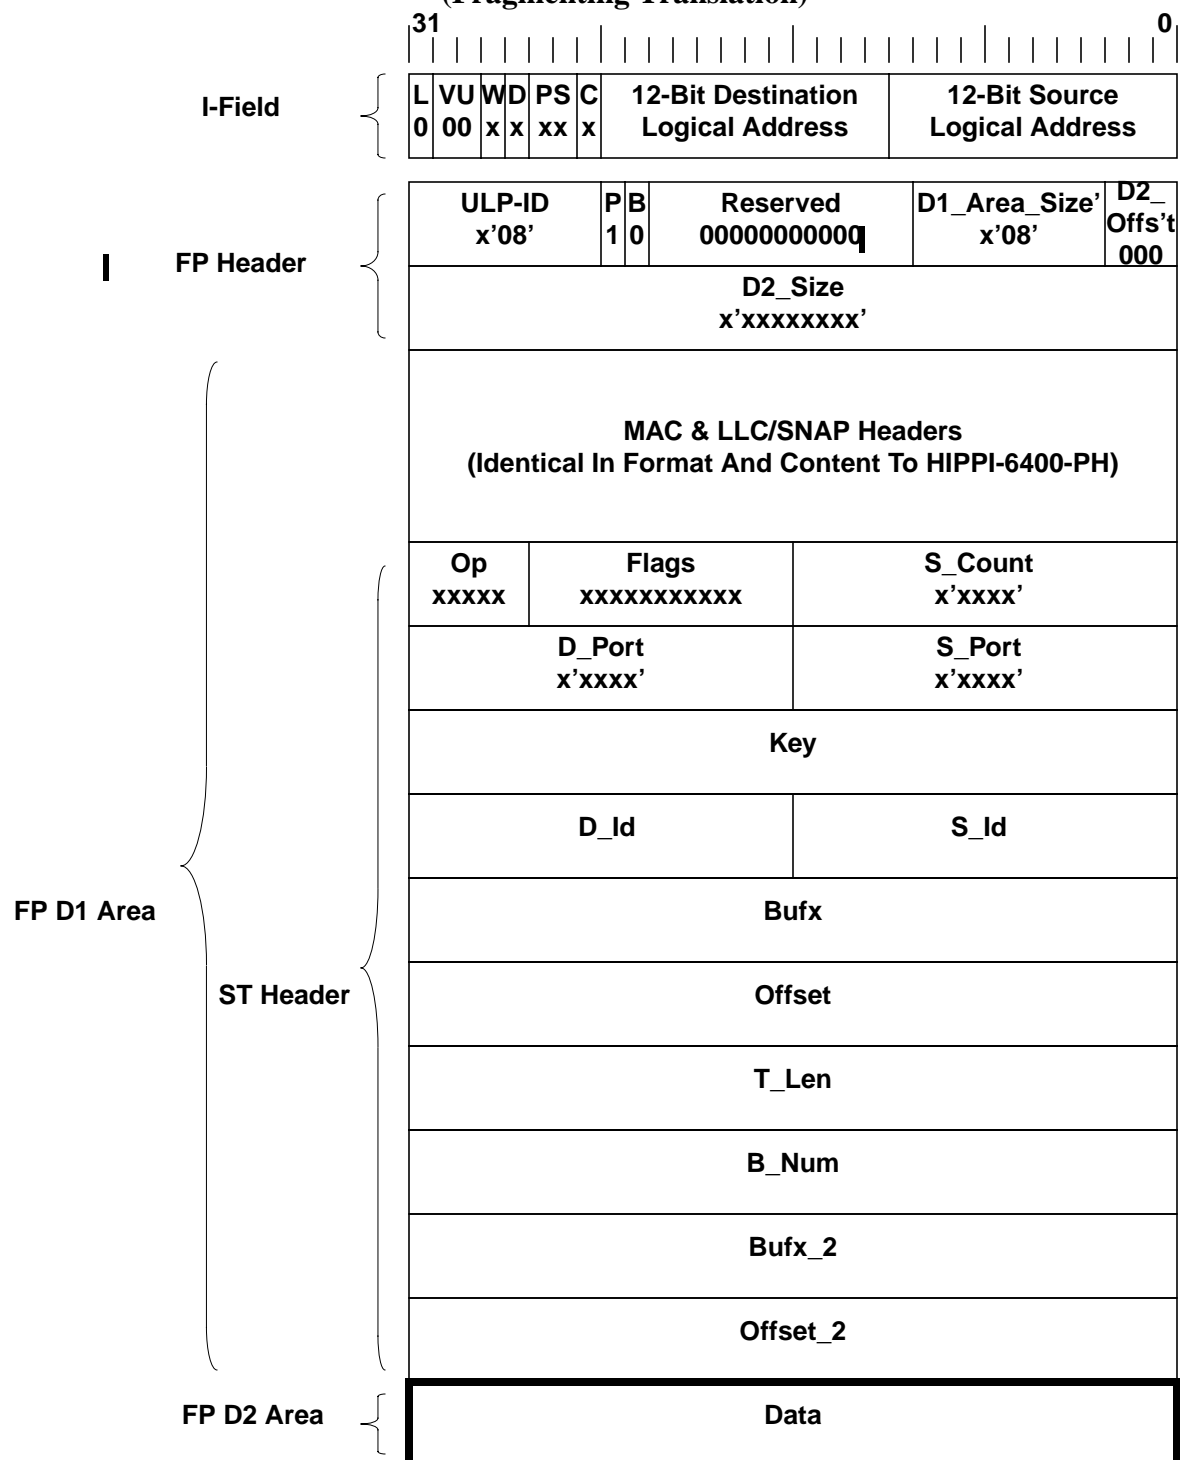 (Fragmenting Translation)
31 0
I-Field
L VU W D PS C 12-Bit Destination 12-Bit Source
0 00 x x xx x Logical Address Logical Address
FP Header
ULP-ID P B Reserved D1_Area_Size' D2_
x'08' 1 0 00000000000 x'08' Offs't
000
D2_Size
x'xxxxxxxx'
MAC & LLC/SNAP Headers
(Identical In Format And Content To HIPPI-6400-PH)
Op Flags S_Count
xxxxx xxxxxxxxxxx x'xxxx'
D_Port S_Port
x'xxxx' x'xxxx'
Key
D_Id S_Id
FP D1 Area
Bufx
ST Header
Offset
T_Len
B_Num
Bufx_2
Offset_2
FP D2 Area
Data